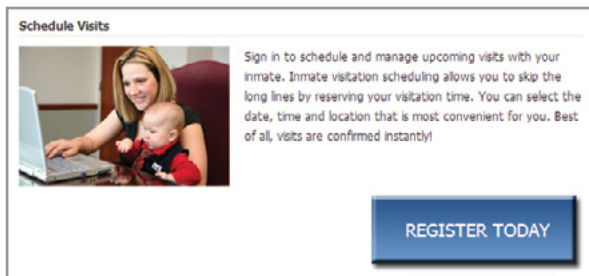 Schedule Visits
Sign in to schedule and manage upcoming visits with your
inmate. Inmate visitation scheduling allows you to skip the
long lines by reserving your visitation time. You can select the
date, time and location that is most convenient for you. Best
of all, visits are confirmed instantly!
REGISTER TODAY